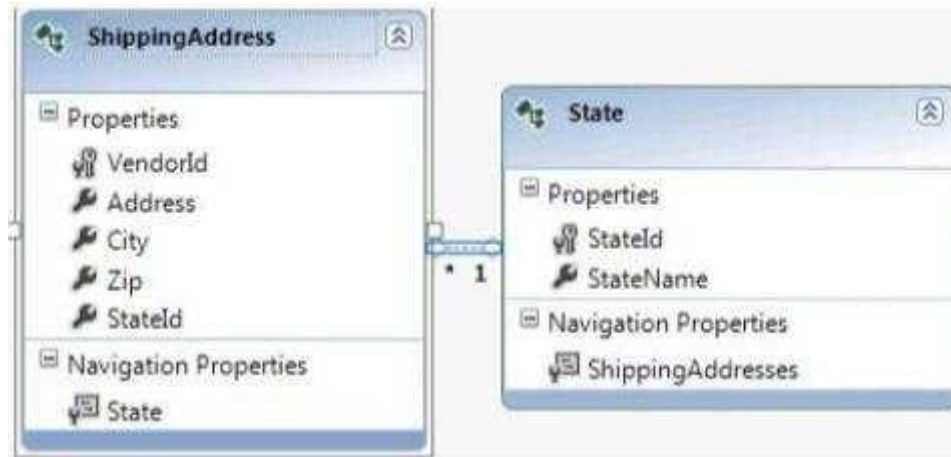 ShippingAddress
Properties
VendorId
Address
City
Zip
StateId
Navigation Properties
State
* 1
State
Properties
StateId
StateName
Navigation Properties
ShippingAddresses